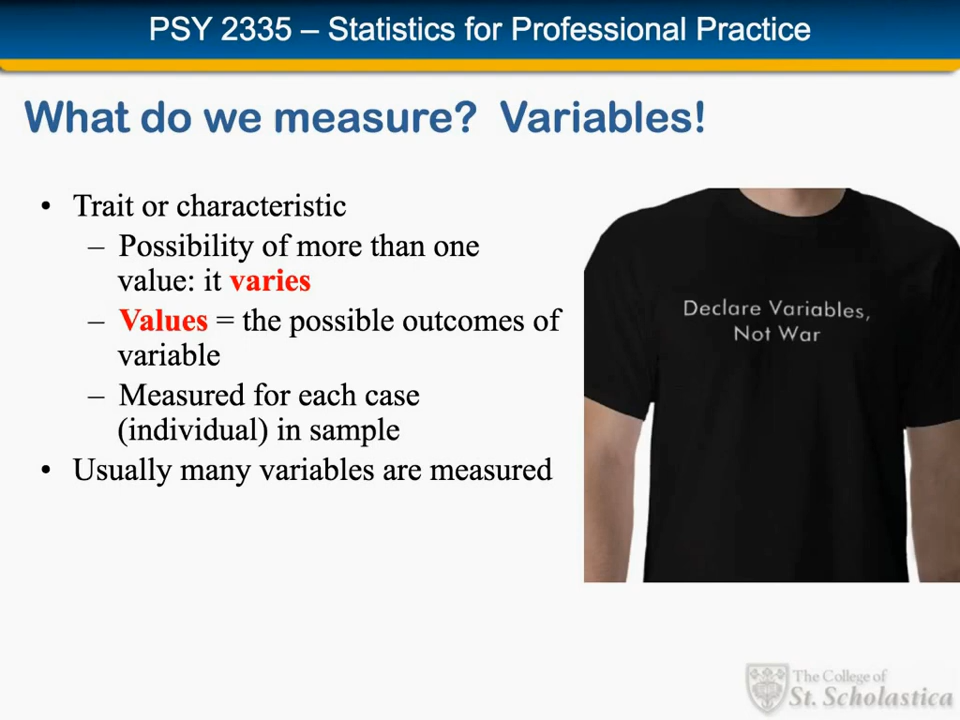 PSY 2335 – Statistics for Professional Practice
What do we measure? Variables!
• Trait or characteristic
– Possibility of more than one
value: it varies
– Values = the possible outcomes of
variable
– Measured for each case
(individual) in sample
• Usually many variables are measured
Declare Variables,
Not War
The College of
St. Scholastica